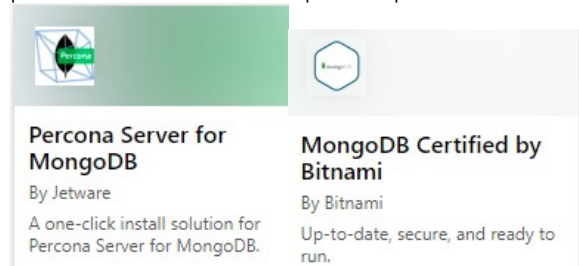 Percona
Percona Server for
MongoDB
By Jetware
A one-click install solution for
Percona Server for MongoDB.
mongoDB
MongoDB Certified by
Bitnami
By Bitnami
Up-to-date, secure, and ready to
run.